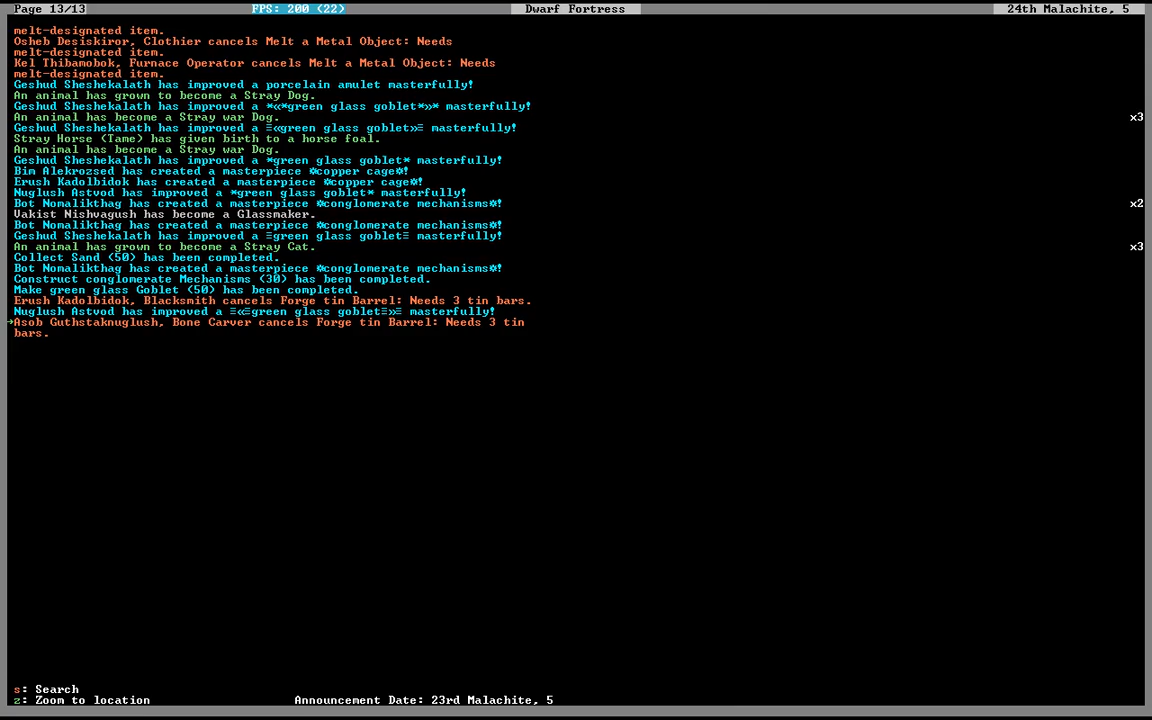 Page 13/13 FPS: 200 (22) Dwarf Fortress 24th Malachite, 5
melt-designated item.
Osheb Desiskiror, Clothier cancels Melt a Metal Object: Needs
melt-designated item.
Kel Thibamobok, Furnace Operator cancels Melt a Metal Object: Needs
melt-designated item.
Geshud Sheshekalath has improved a porcelain amulet masterfully!
An animal has grown to become a Stray Dog.
Geshud Sheshekalath has improved a *«*green glass goblet*»* masterfully!
An animal has become a Stray war Dog. x3
Geshud Sheshekalath has improved a ≡«green glass goblet»≡ masterfully!
Stray Horse (Tame) has given birth to a horse foal.
An animal has become a Stray war Dog.
Geshud Sheshekalath has improved a *green glass goblet* masterfully!
Bim Alekrozsed has created a masterpiece ☼copper cage☼!
Erush Kadolbidok has created a masterpiece ☼copper cage☼!
Nuglush Astvod has improved a *green glass goblet* masterfully!
Bot Nomalikthag has created a masterpiece ☼conglomerate mechanisms☼! x2
Vakist Nishvagush has become a Glassmaker.
Bot Nomalikthag has created a masterpiece ☼conglomerate mechanisms☼!
Geshud Sheshekalath has improved a ≡green glass goblet≡ masterfully!
An animal has grown to become a Stray Cat. x3
Collect Sand (50) has been completed.
Bot Nomalikthag has created a masterpiece ☼conglomerate mechanisms☼!
Construct conglomerate Mechanisms (30) has been completed.
Make green glass Goblet (50) has been completed.
Erush Kadolbidok, Blacksmith cancels Forge tin Barrel: Needs 3 tin bars.
Nuglush Astvod has improved a ≡«≡green glass goblet≡»≡ masterfully!
→Asob Guthstaknuglush, Bone Carver cancels Forge tin Barrel: Needs 3 tin
bars.
s: Search
z: Zoom to location Announcement Date: 23rd Malachite, 5